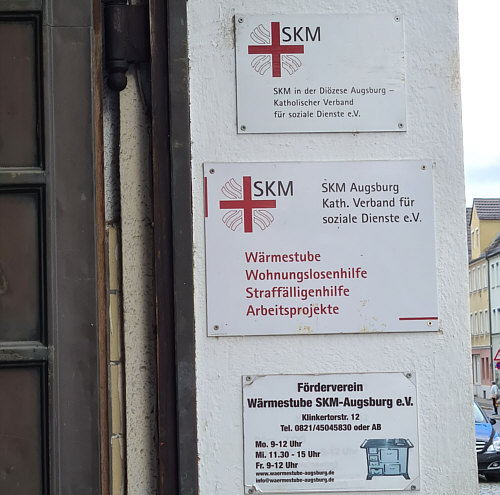 SKM
SKM in der Diözese Augsburg –
Katholischer Verband
für soziale Dienste e.V.
SKM
SKM Augsburg
Kath. Verband für
soziale Dienste e.V.
Wärmestube
Wohnungslosenhilfe
Straffälligenhilfe
Arbeitsprojekte
Förderverein
Wärmestube SKM-Augsburg e.V.
Klinkertorstr. 12
Tel. 0821/45045830 oder AB
Mo. 9-12 Uhr
Mi. 11.30 - 15 Uhr
Fr. 9-12 Uhr
www.waermestube-augsburg.de
info@waermestube-augsburg.de